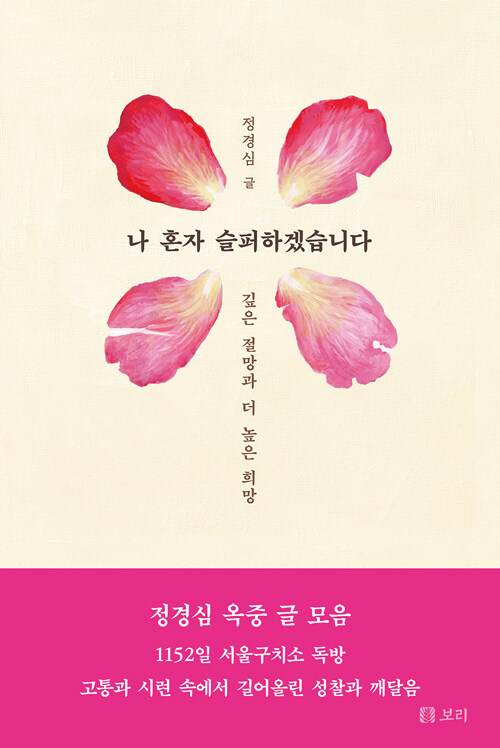 정경심 글
나 혼자 슬퍼하겠습니다
깊은 절망과 더 높은 희망
정경심 옥중 글 모음
1152일 서울구치소 독방
고통과 시련 속에서 길어올린 성찰과 깨달음
보리